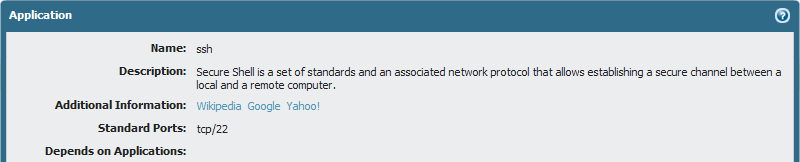 Application
Name: ssh
Description: Secure Shell is a set of standards and an associated network protocol that allows establishing a secure channel between a
local and a remote computer.
Additional Information: Wikipedia Google Yahoo!
Standard Ports: tcp/22
Depends on Applications: